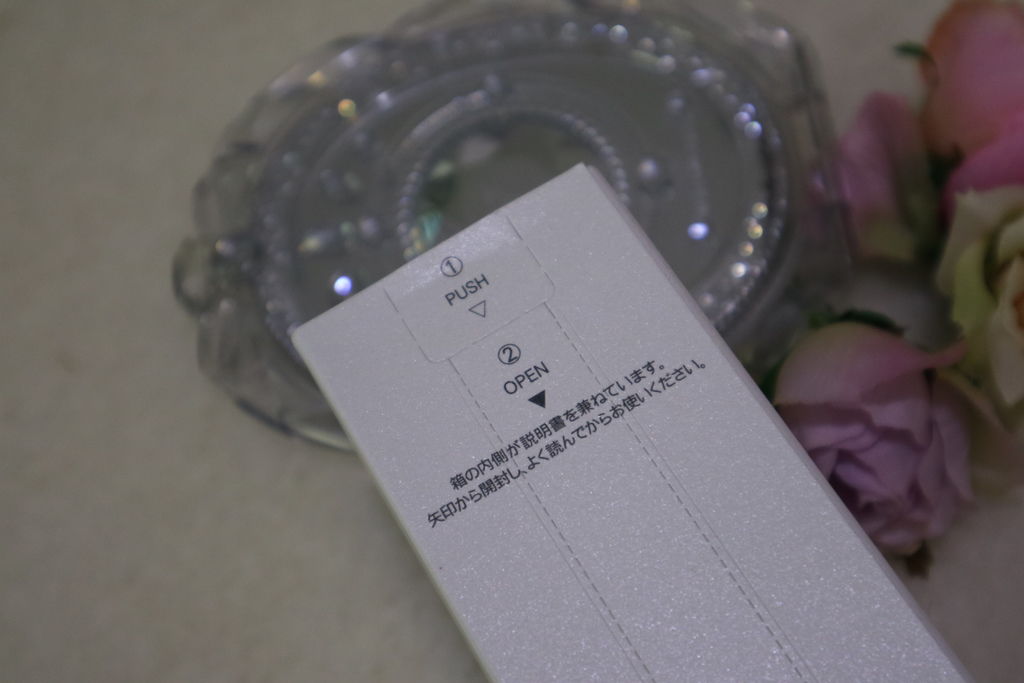 ①
PUSH
▽
②
OPEN
▼
箱の内側が説明書を兼ねています。
矢印から開封し、よく読んでからお使いください。